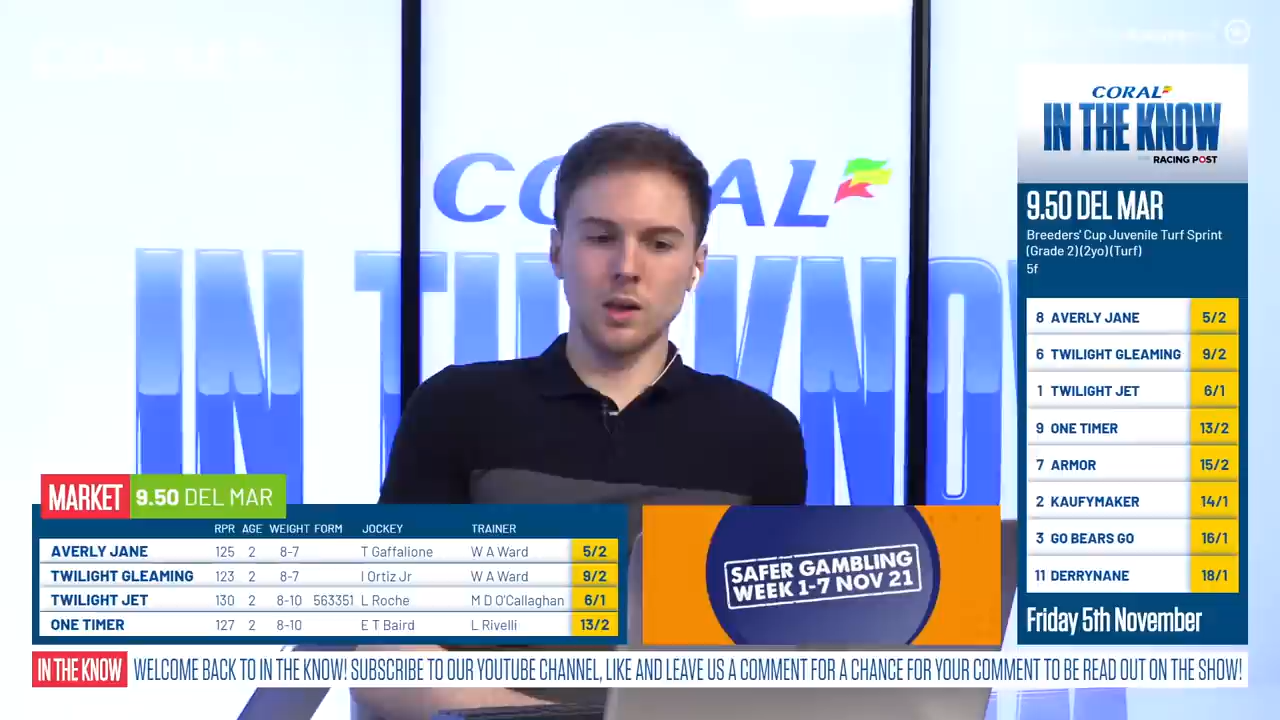 CORAL
IN THE KNOW
RACING POST
9.50 DEL MAR
Breeders' Cup Juvenile Turf Sprint
(Grade 2)(2yo)(Turf)
5f
8 AVERLY JANE 5/2
6 TWILIGHT GLEAMING 9/2
1 TWILIGHT JET 6/1
9 ONE TIMER 13/2
7 ARMOR 15/2
2 KAUFYMAKER 14/1
3 GO BEARS GO 16/1
11 DERRYNANE 18/1
Friday 5th November
CORAL
IN THE KNOW
MARKET 9.50 DEL MAR
RPR AGE WEIGHT FORM JOCKEY TRAINER
AVERLY JANE 125 2 8-7 T Gaffalione W A Ward 5/2
TWILIGHT GLEAMING 123 2 8-7 I Ortiz Jr W A Ward 9/2
TWILIGHT JET 130 2 8-10 563351 L Roche M D O'Callaghan 6/1
ONE TIMER 127 2 8-10 E T Baird L Rivelli 13/2
SAFER GAMBLING
WEEK 1-7 NOV 21
IN THE KNOW WELCOME BACK TO IN THE KNOW! SUBSCRIBE TO OUR YOUTUBE CHANNEL, LIKE AND LEAVE US A COMMENT FOR A CHANCE FOR YOUR COMMENT TO BE READ OUT ON THE SHOW!